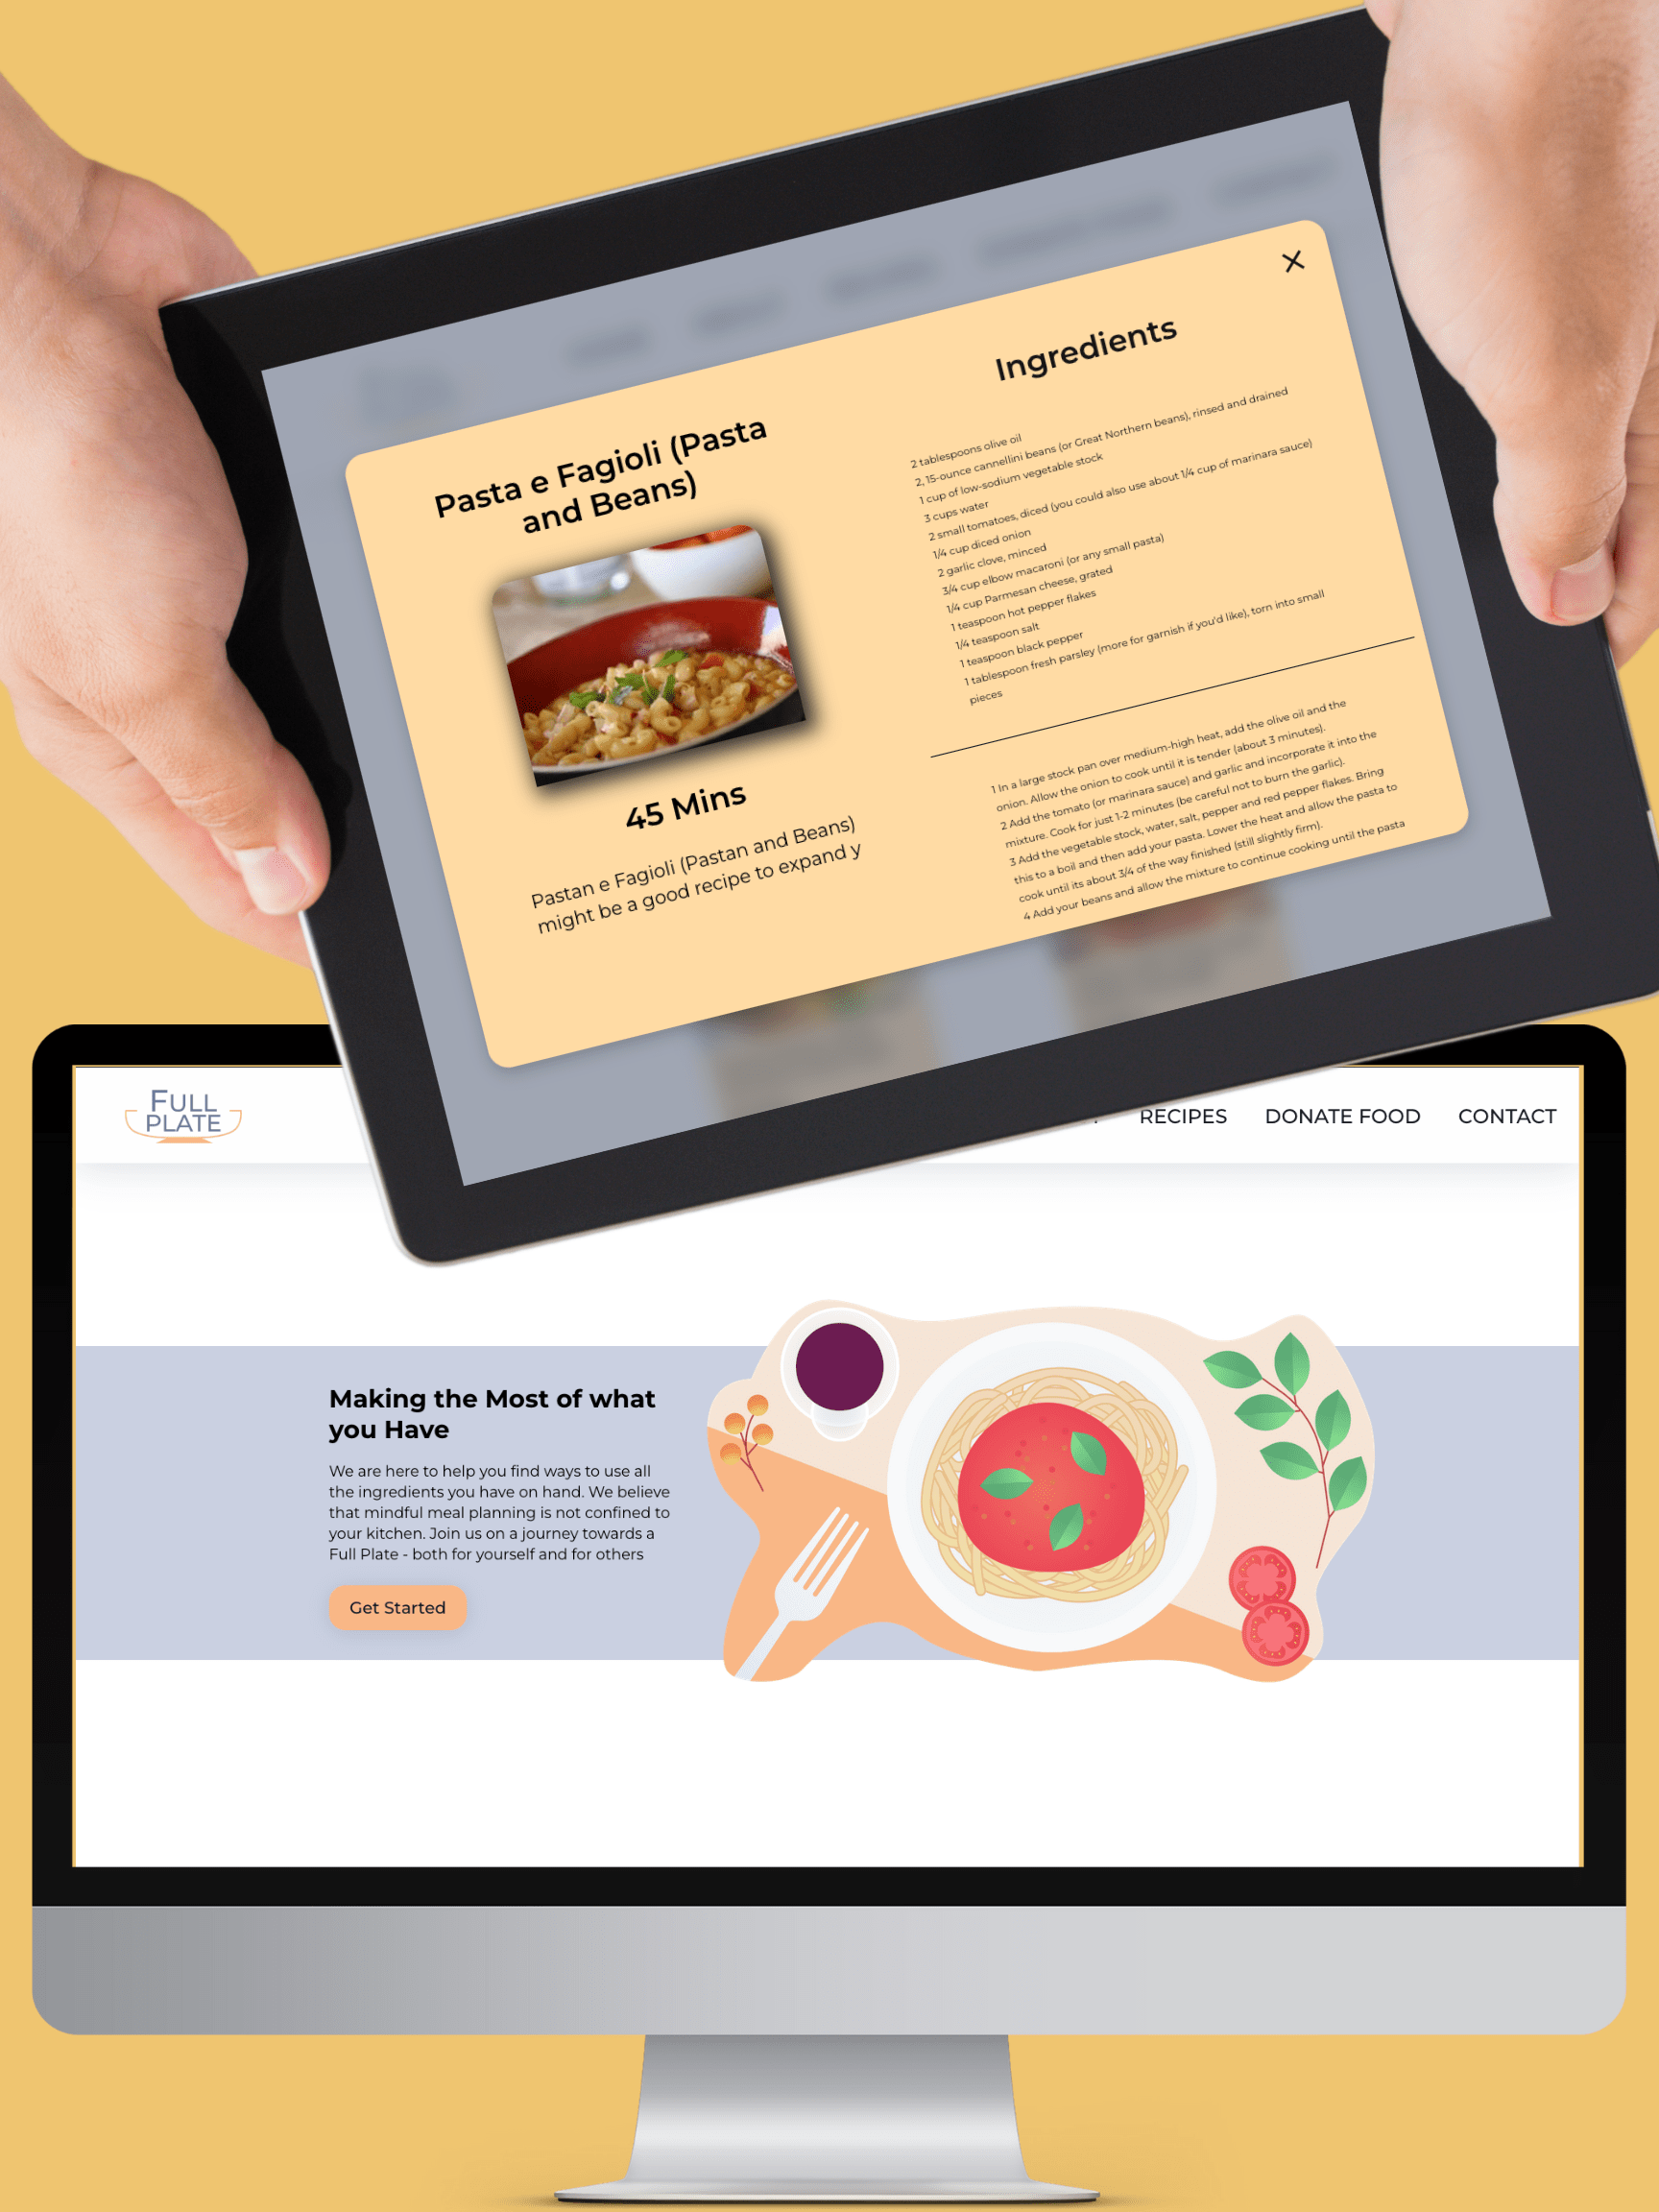 Pasta e Fagioli (Pasta
and Beans)
45 Mins
Pastan e Fagioli (Pastan and Beans)
might be a good recipe to expand y
Ingredients
2 tablespoons olive oil
2, 15-ounce cannellini beans (or Great Northern beans), rinsed and drained
1 cup of low-sodium vegetable stock
3 cups water
2 small tomatoes, diced (you could also use about 1/4 cup of marinara sauce)
1/4 cup diced onion
2 garlic clove, minced
3/4 cup elbow macaroni (or any small pasta)
1/4 cup Parmesan cheese, grated
1 teaspoon hot pepper flakes
1/4 teaspoon salt
1 teaspoon black pepper
1 tablespoon fresh parsley (more for garnish if you'd like), torn into small
pieces
1 In a large stock pan over medium-high heat, add the olive oil and the
onion. Allow the onion to cook until it is tender (about 3 minutes).
2 Add the tomato (or marinara sauce) and garlic and incorporate it into the
mixture. Cook for just 1-2 minutes (be careful not to burn the garlic).
3 Add the vegetable stock, water, salt, pepper and red pepper flakes. Bring
this to a boil and then add your pasta. Lower the heat and allow the pasta to
cook until its about 3/4 of the way finished (still slightly firm).
4 Add your beans and allow the mixture to continue cooking until the pasta
FULL
PLATE
RECIPES DONATE FOOD CONTACT
Making the Most of what
you Have
We are here to help you find ways to use all
the ingredients you have on hand. We believe
that mindful meal planning is not confined to
your kitchen. Join us on a journey towards a
Full Plate - both for yourself and for others
Get Started